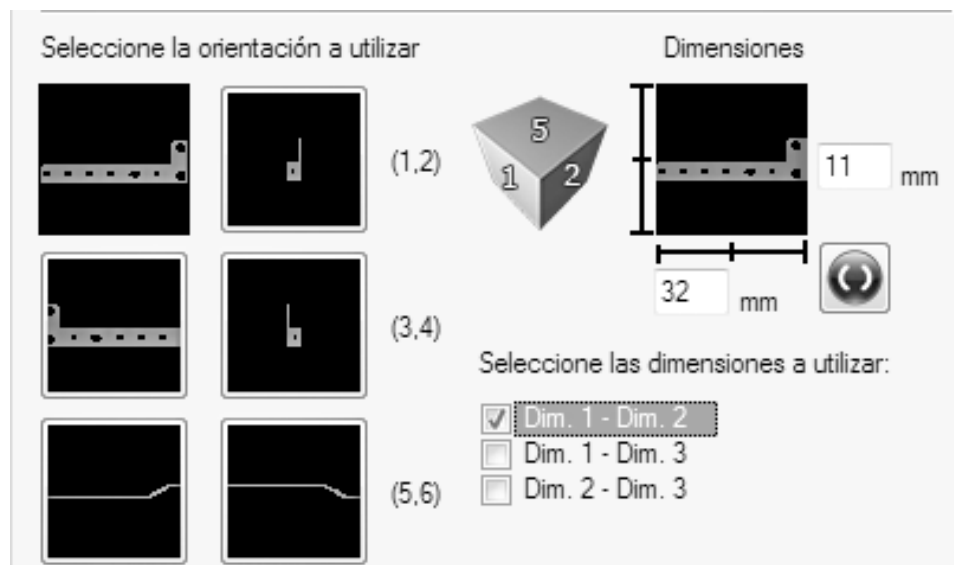 Seleccione la orientación a utilizar
Dimensiones
(1,2)
5
1
2
11 mm
(3,4)
32 mm
Seleccione las dimensiones a utilizar:
Dim. 1 - Dim. 2
Dim. 1 - Dim. 3
Dim. 2 - Dim. 3
(5,6)